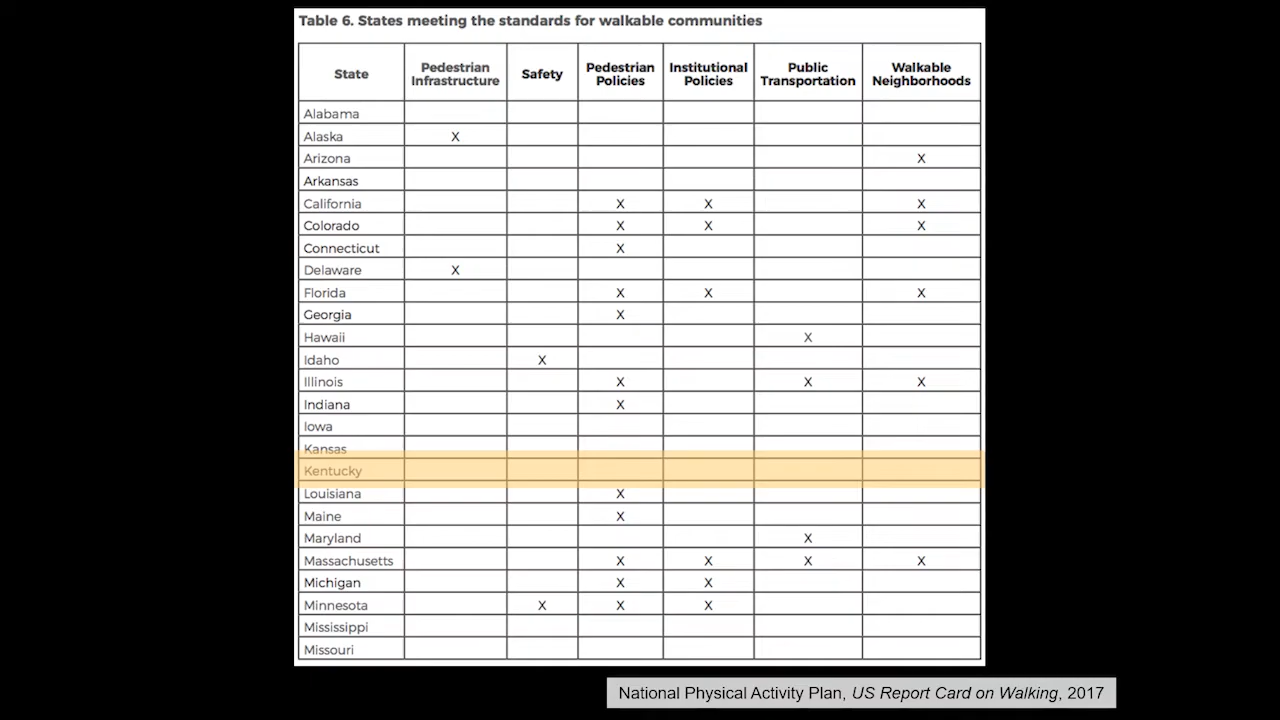 Table 6. States meeting the standards for walkable communities
State Pedestrian Infrastructure Safety Pedestrian Policies Institutional Policies Public Transportation Walkable Neighborhoods
Alabama
Alaska X
Arizona X
Arkansas
California X X X
Colorado X X X
Connecticut X
Delaware X
Florida X X X
Georgia X
Hawaii X
Idaho X
Illinois X X X
Indiana X
Iowa
Kansas
Kentucky
Louisiana X
Maine X
Maryland X
Massachusetts X X X X
Michigan X X
Minnesota X X X
Mississippi
Missouri
National Physical Activity Plan, US Report Card on Walking, 2017